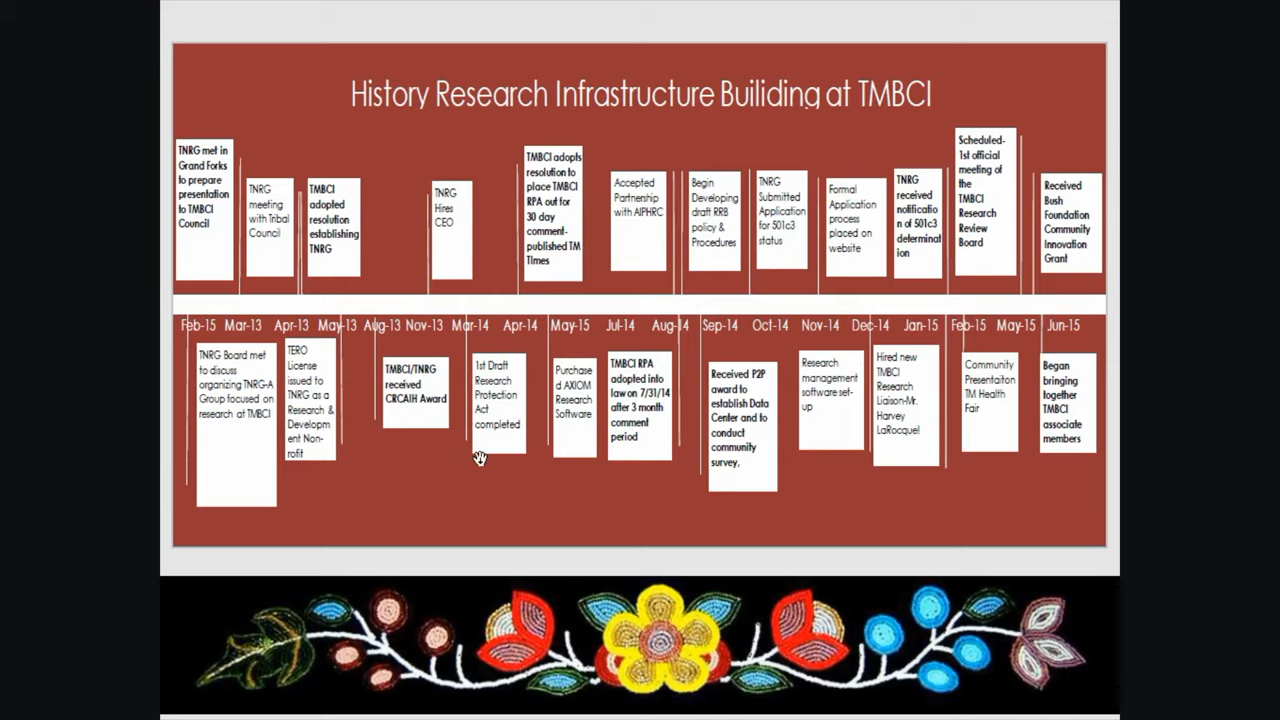 History Research Infrastructure Builiding at TMBCI
TNRG met in
Grand Forks
to prepare
presentation
to TMBCI
Council
TNRG
meeting
with Tribal
Council
TMBCI
adopted
resolution
establishing
TNRG
TNRG
Hires
CEO
TMBCI adopts
resolution to
place TMBCI
RPA out for
30 day
comment-
published TM
TImes
Accepted
Partnership
with AIPHRC
Begin
Developing
draft RRB
policy &
Procedures
TNRG
Submitted
Application
for 501c3
status
Formal
Application
process
placed on
website
TNRG
received
notificatio
n of 501c3
determinat
ion
Scheduled-
1st official
meeting of
the
TMBCI
Research
Review
Board
Received
Bush
Foundation
Community
Innovation
Grant
Feb-15 Mar-13 Apr-13 May-13 Aug-13 Nov-13 Mar-14 Apr-14 May-15 Jul-14 Aug-14 Sep-14 Oct-14 Nov-14 Dec-14 Jan-15 Feb-15 May-15 Jun-15
TNRG Board met
to discuss
organizing TNRG-A
Group focused on
research at TMBCI
TERO
License
issued to
TNRG as a
Research &
Developm
ent Non-
rofit
TMBCI/TNRG
received
CRCAIH Award
1st Draft
Research
Protection
Act
completed
Purchase
d AXIOM
Research
Software
TMBCI RPA
adopted into
law on 7/31/14
after 3 month
comment
period
Received P2P
award to
establish Data
Center and to
conduct
community
survey,
Research
management
software set-
up
Hired new
TMBCI
Research
Liaison-Mr.
Harvey
LaRocque!
Community
Presentaiton
TM Health
Fair
Began
bringing
together
TMBCI
associate
members